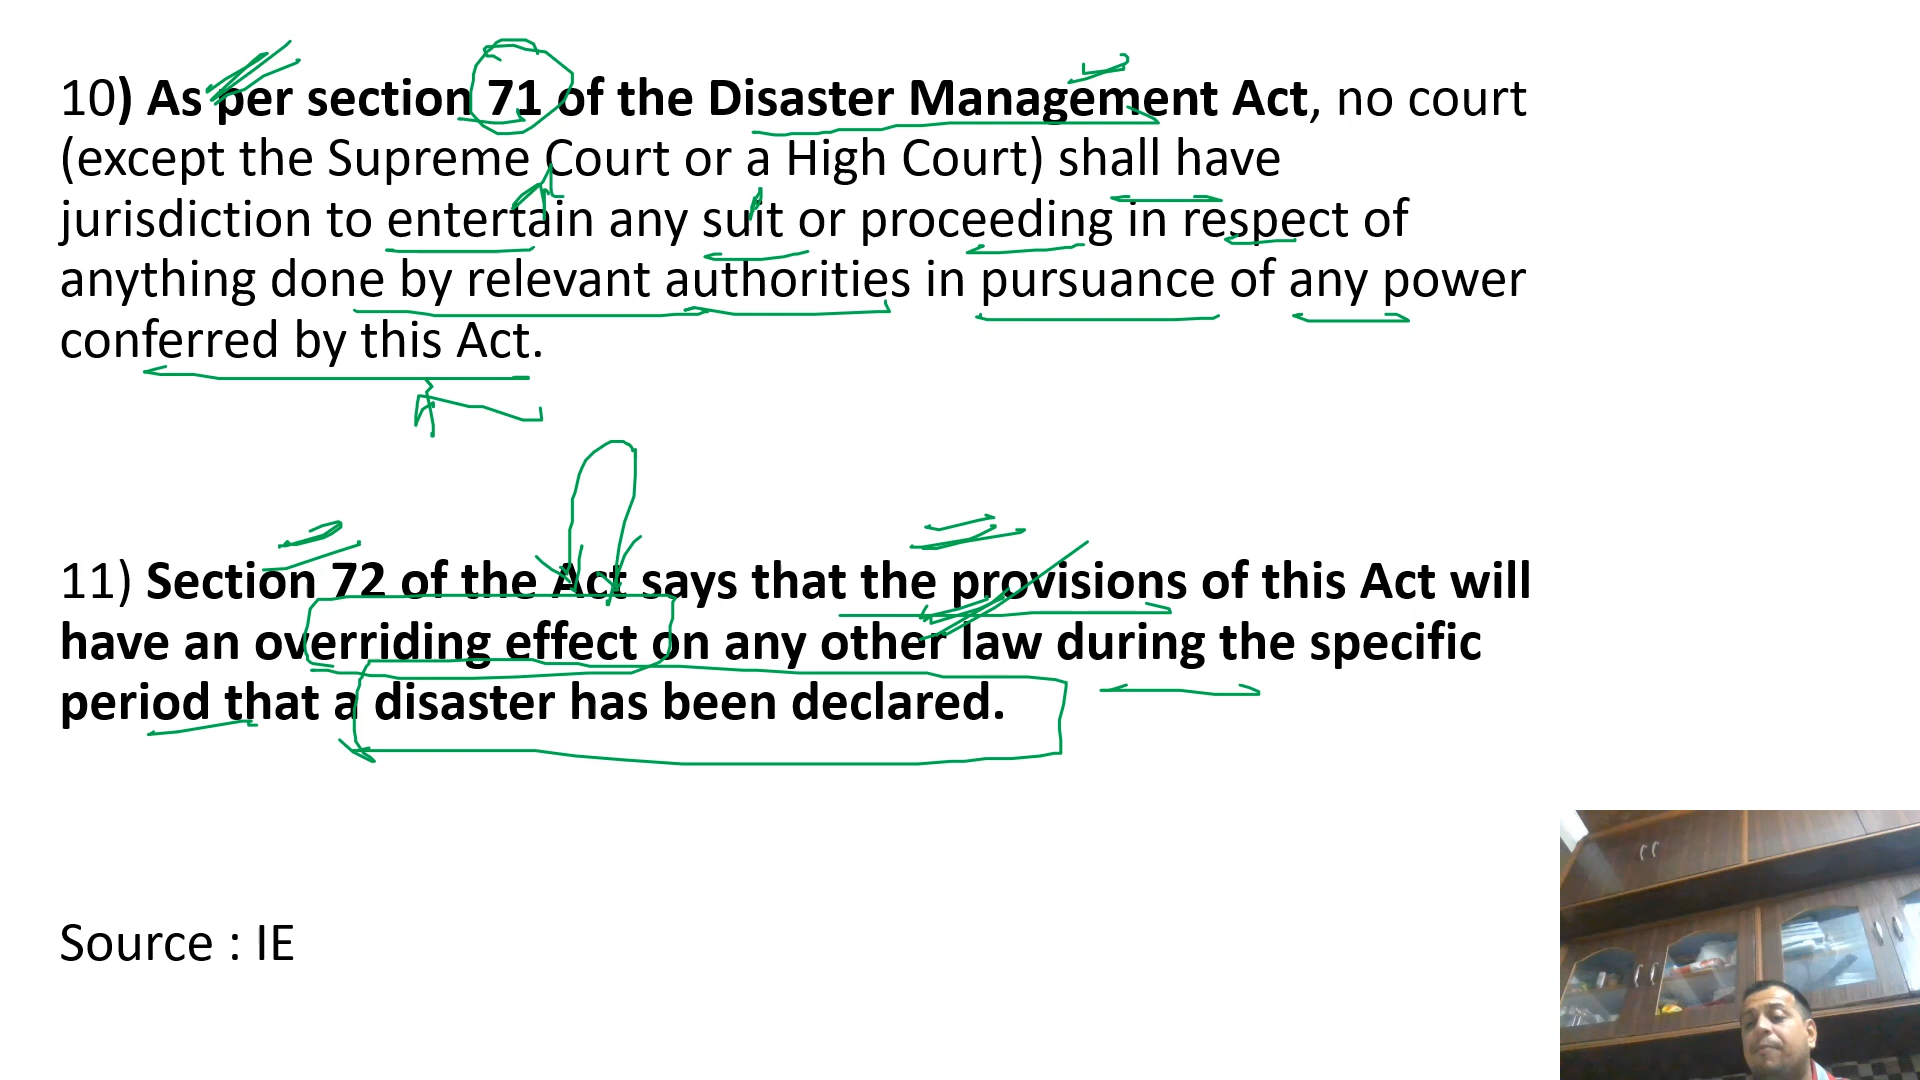 10) As per section 71 of the Disaster Management Act, no court
(except the Supreme Court or a High Court) shall have
jurisdiction to entertain any suit or proceeding in respect of
anything done by relevant authorities in pursuance of any power
conferred by this Act.
11) Section 72 of the Act says that the provisions of this Act will
have an overriding effect on any other law during the specific
period that a disaster has been declared.
Source : IE